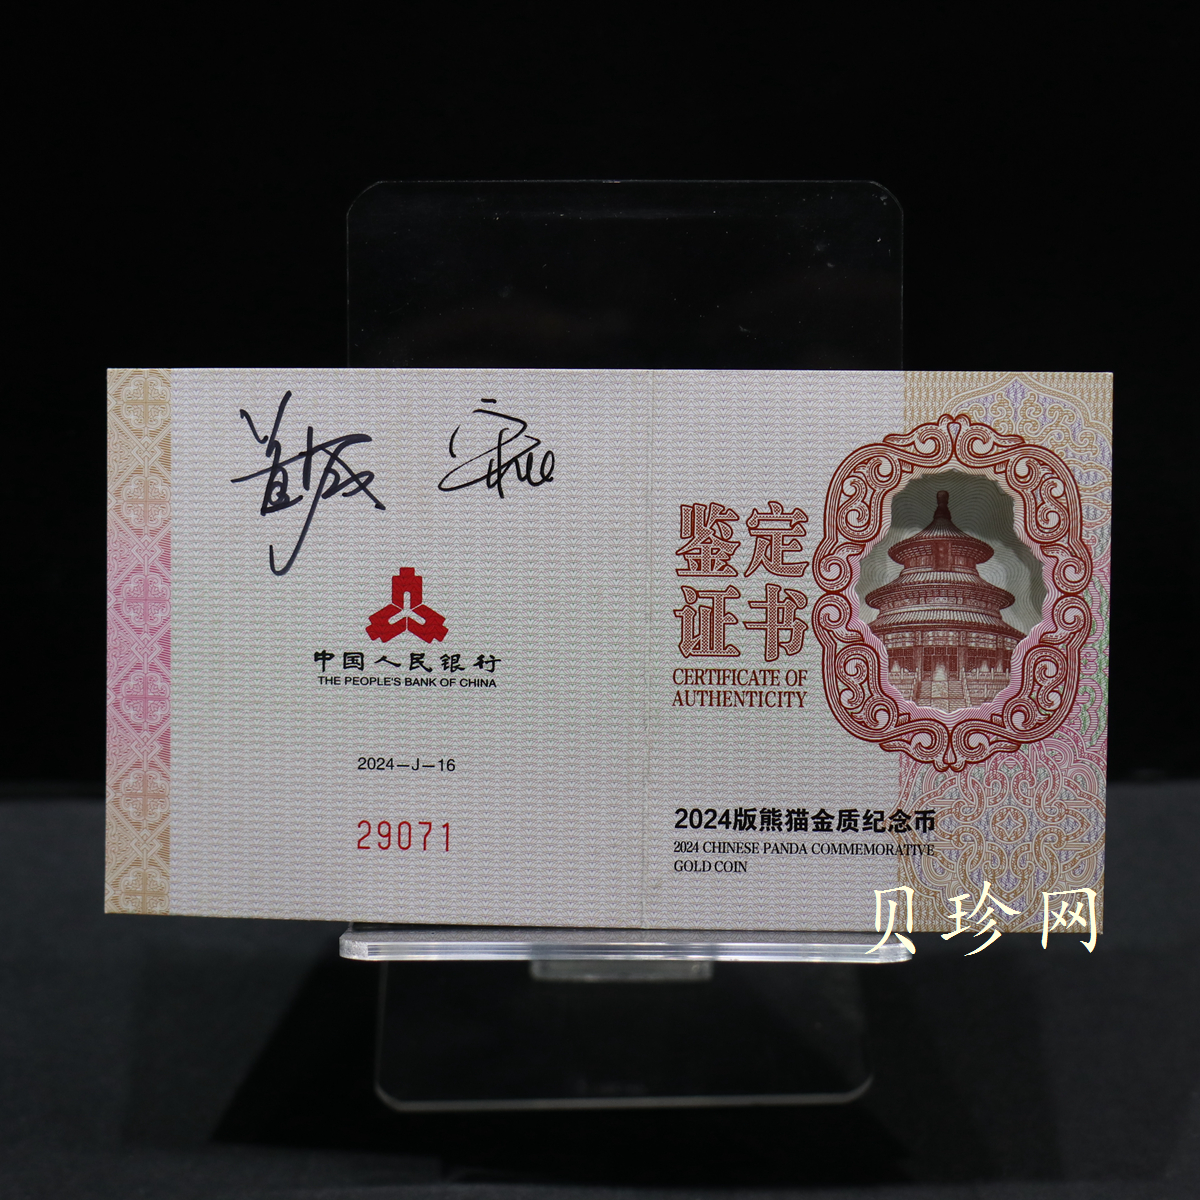 中国人民银行
THE PEOPLE'S BANK OF CHINA
2024—J—16
29071
鉴定
证书
CERTIFICATE OF
AUTHENTICITY
2024版熊猫金质纪念币
2024 CHINESE PANDA COMMEMORATIVE
GOLD COIN
贝珍网